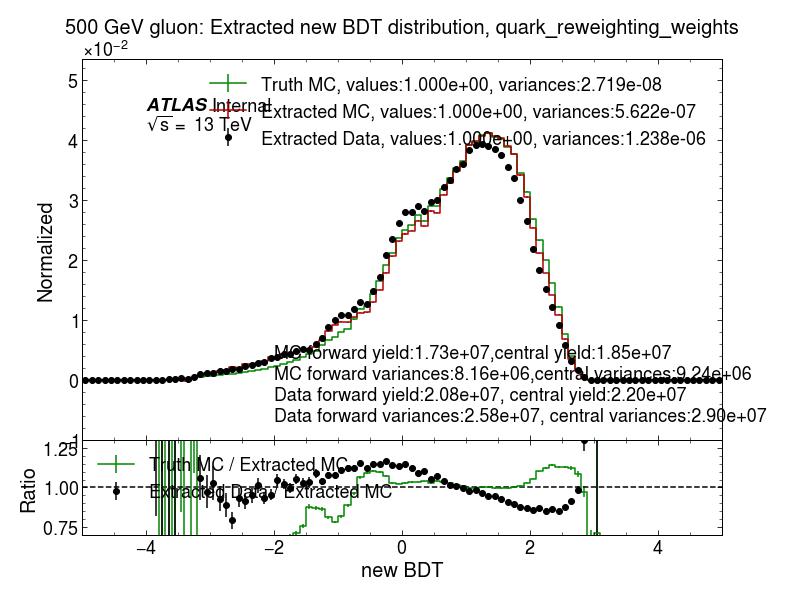 500 GeV gluon: Extracted new BDT distribution, quark_reweighting_weights
×10⁻²
Truth MC, values:1.000e+00, variances:2.719e-08
ATLAS Internal
Extracted MC, values:1.000e+00, variances:5.622e-07
√s = 13 TeV
Extracted Data, values:1.000e+00, variances:1.238e-06
5
4
3
2
1
0
−1
Normalized
MC forward yield:1.73e+07,central yield:1.85e+07
MC forward variances:8.16e+06,central variances:9.24e+06
Data forward yield:2.08e+07, central yield:2.20e+07
Data forward variances:2.58e+07, central variances:2.90e+07
1.25
1.00
0.75
Ratio
Truth MC / Extracted MC
Extracted Data / Extracted MC
−4 −2 0 2 4
new BDT